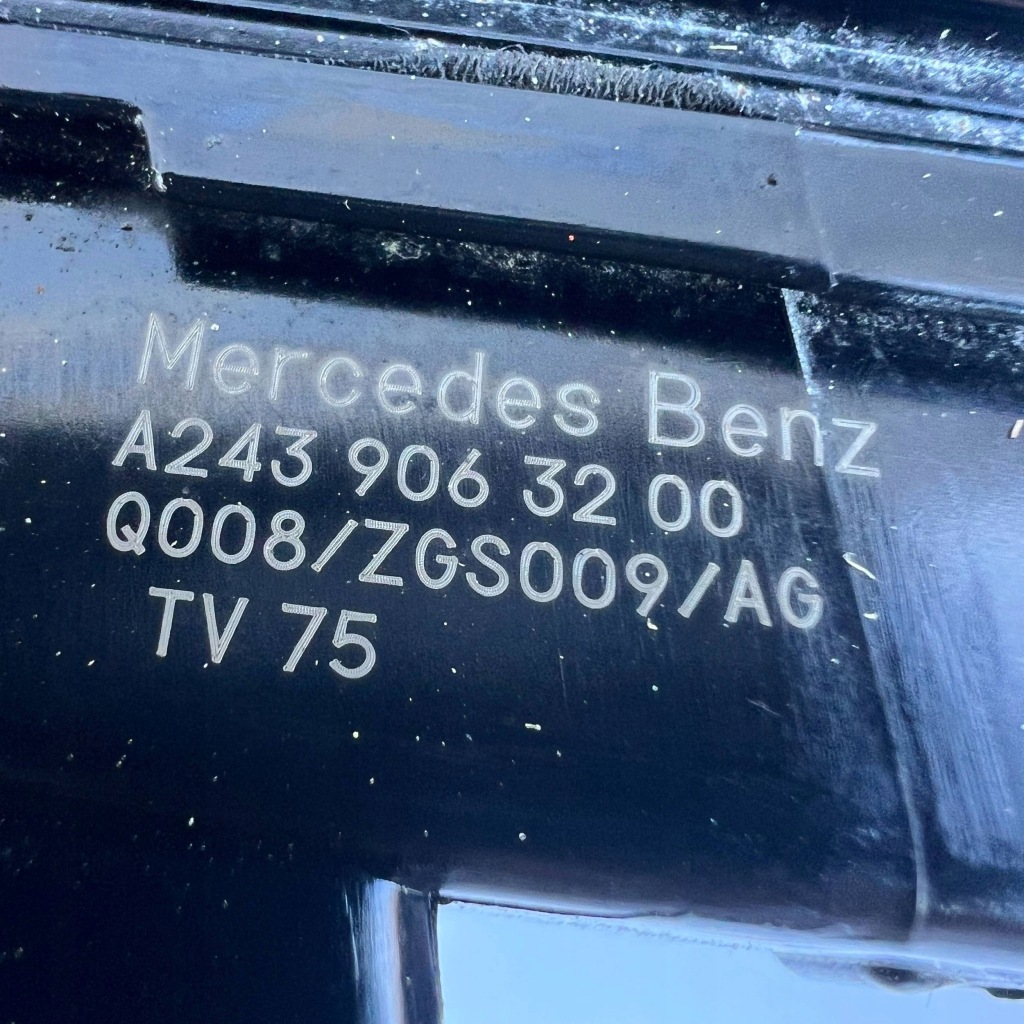 Mercedes Benz
A243 906 32 00
Q008/ZGS009/AG
TV 75